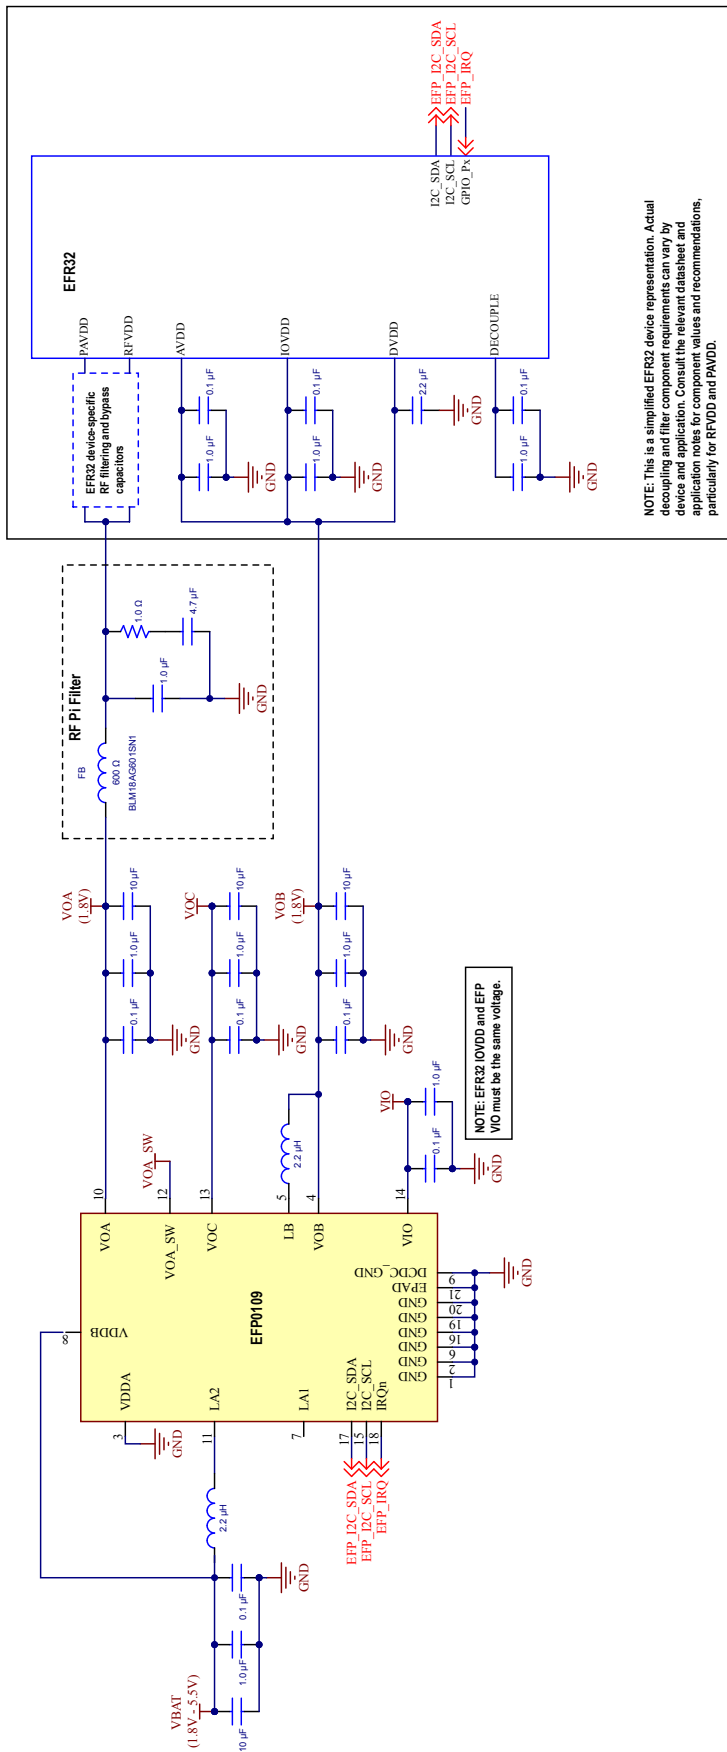 VBAT
(1.8V - 5.5V)
10 µF
1.0 µF
0.1 µF
GND
2.2 µH
3
VDDA
GND
8
VDDB
11
LA2
7
LA1
EFP0109
EFP_I2C_SDA
EFP_I2C_SCL
EFP_IRQ
17
15
18
I2C_SDA
I2C_SCL
IRQn
1
GND
2
GND
6
GND
16
GND
19
GND
20
GND
21
EPAD
9
DCDC_GND
GND
VOA
10
VOA_SW
12
VOA_SW
VOC
13
LB
5
2.2 µH
VOB
4
VIO
14
VIO
0.1 µF
1.0 µF
GND
NOTE: EFR32 IOVDD and EFP
VIO must be the same voltage.
VOA
(1.8V)
0.1 µF
1.0 µF
10 µF
GND
VOC
0.1 µF
1.0 µF
10 µF
GND
VOB
(1.8V)
0.1 µF
1.0 µF
10 µF
GND
RF Pi Filter
FB
600 Ω
BLM18AG601SN1
1.0 µF
1.0 Ω
4.7 µF
GND
EFR32 device-specific
RF filtering and bypass
capacitors
EFR32
PAVDD
RFVDD
AVDD
1.0 µF
0.1 µF
GND
IOVDD
1.0 µF
0.1 µF
GND
DVDD
2.2 µF
GND
DECOUPLE
1.0 µF
0.1 µF
GND
I2C_SDA
I2C_SCL
GPIO_Px
EFP_I2C_SDA
EFP_I2C_SCL
EFP_IRQ
NOTE: This is a simplified EFR32 device representation. Actual
decoupling and filter component requirements can vary by
device and application. Consult the relevant datasheet and
application notes for component values and recommendations,
particularly for RFVDD and PAVDD.